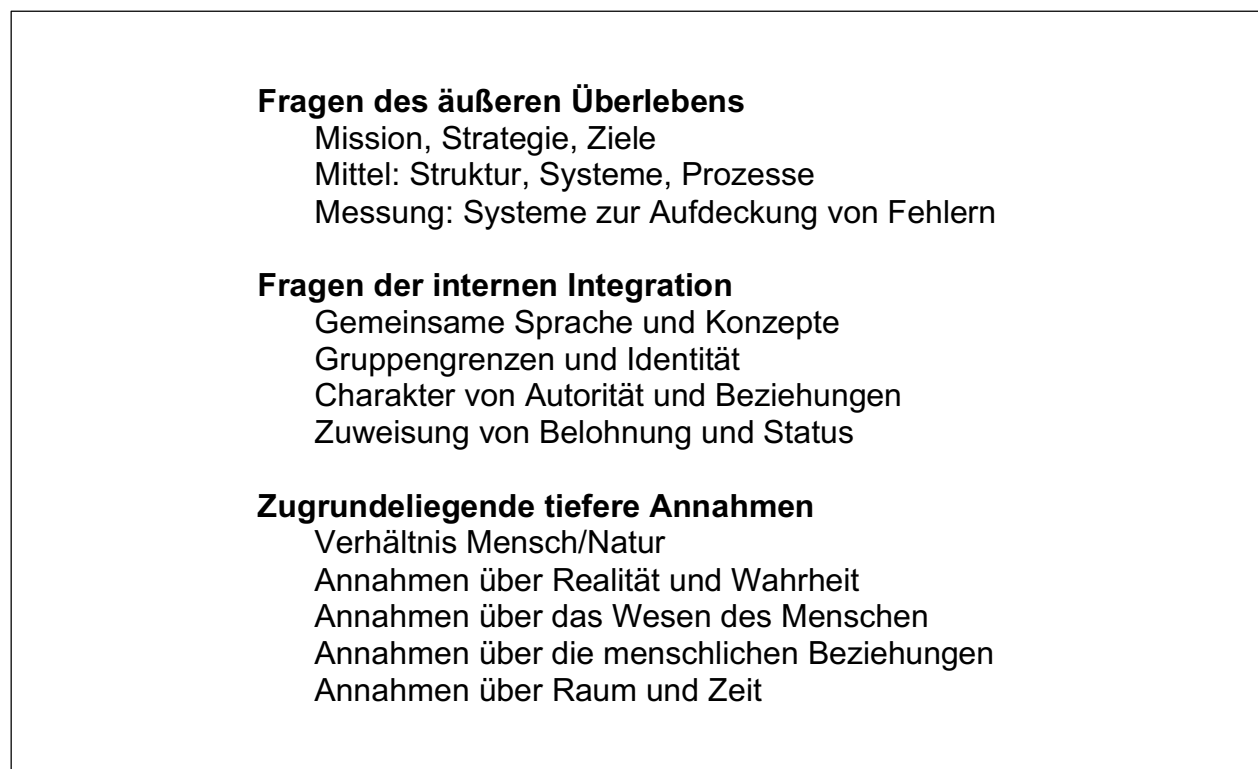 Fragen des äußeren Überlebens
Mission, Strategie, Ziele
Mittel: Struktur, Systeme, Prozesse
Messung: Systeme zur Aufdeckung von Fehlern
Fragen der internen Integration
Gemeinsame Sprache und Konzepte
Gruppengrenzen und Identität
Charakter von Autorität und Beziehungen
Zuweisung von Belohnung und Status
Zugrundeliegende tiefere Annahmen
Verhältnis Mensch/Natur
Annahmen über Realität und Wahrheit
Annahmen über das Wesen des Menschen
Annahmen über die menschlichen Beziehungen
Annahmen über Raum und Zeit